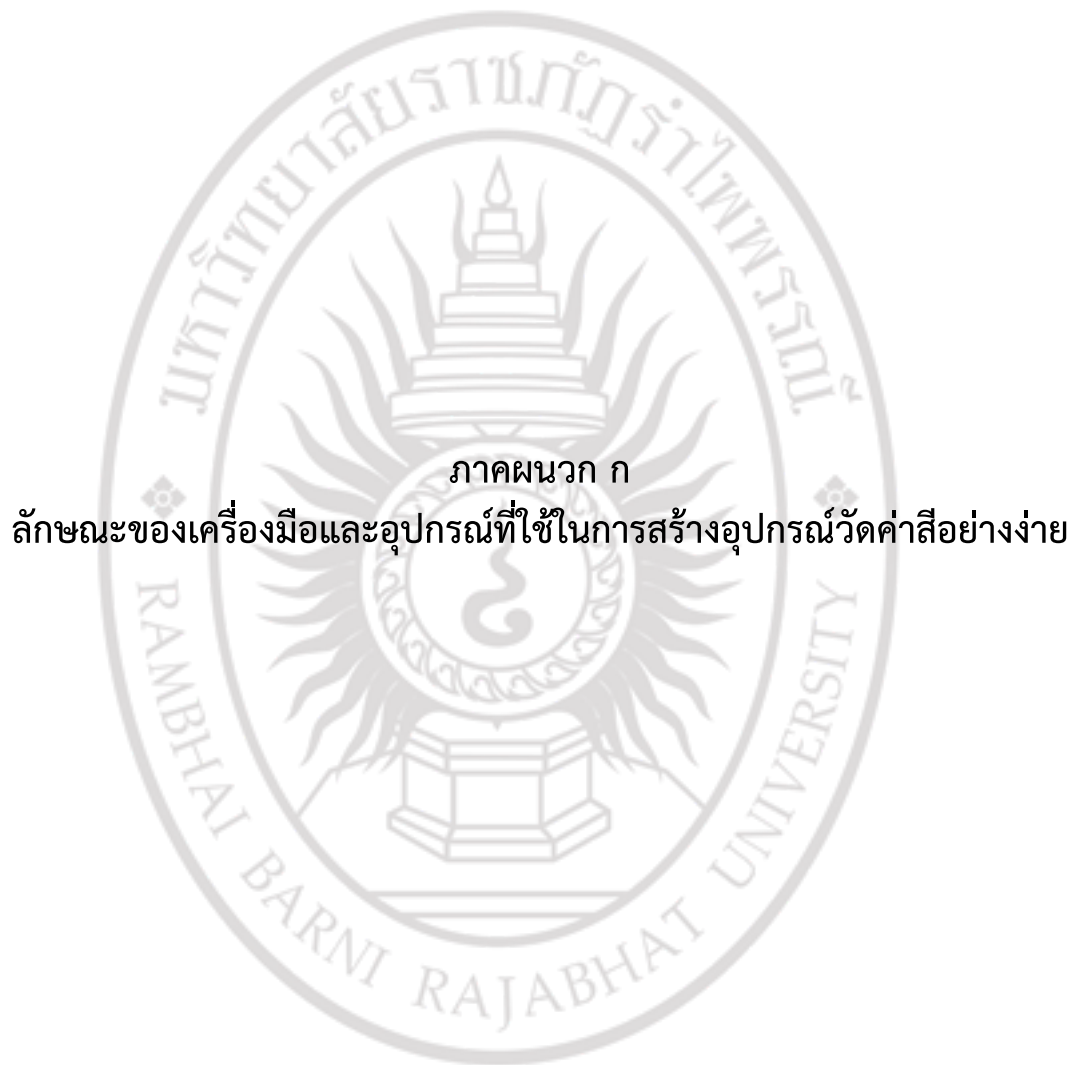 มหาวิทยาลัยราชภัฏรำไพพรรณี
ภาคผนวก ก
ลักษณะของเครื่องมือและอุปกรณ์ที่ใช้ในการสร้างอุปกรณ์วัดค่าสีอย่างง่าย
RAMBHAI BARNI RAJABHAT UNIVERSITY